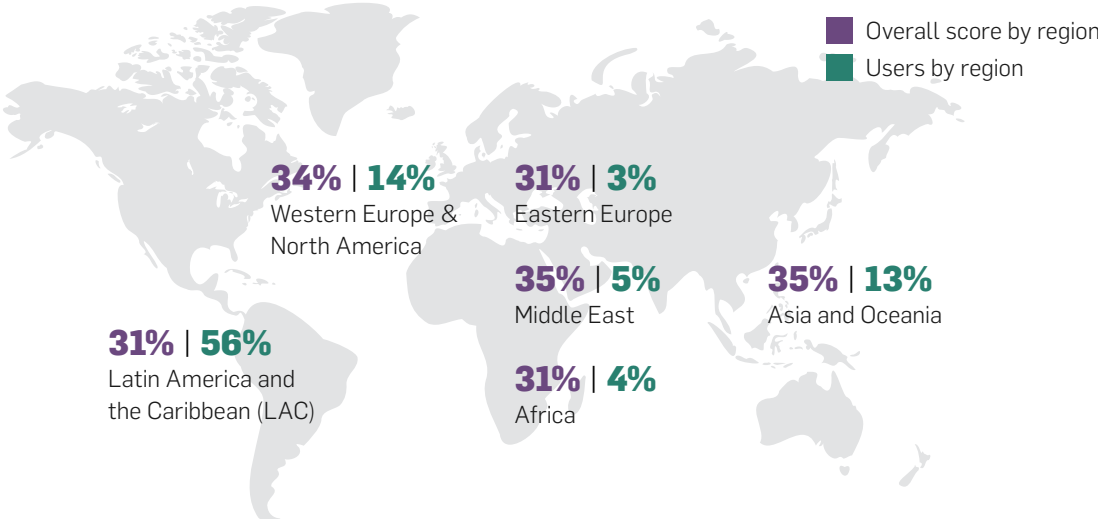 Overall score by region
Users by region
34% | 14%
Western Europe &
North America
31% | 3%
Eastern Europe
35% | 5%
Middle East
35% | 13%
Asia and Oceania
31% | 56%
Latin America and
the Caribbean (LAC)
31% | 4%
Africa